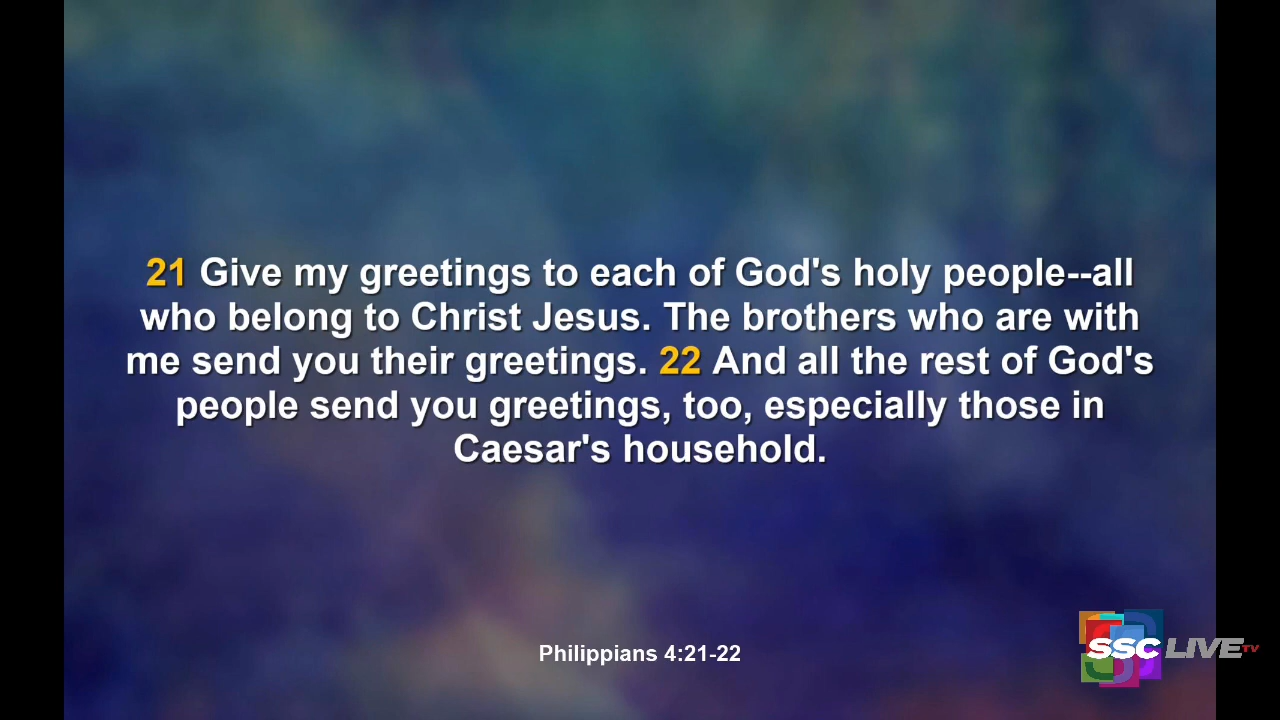 21 Give my greetings to each of God's holy people--all
who belong to Christ Jesus. The brothers who are with
me send you their greetings. 22 And all the rest of God's
people send you greetings, too, especially those in
Caesar's household.
Philippians 4:21-22
SSC LIVE TV